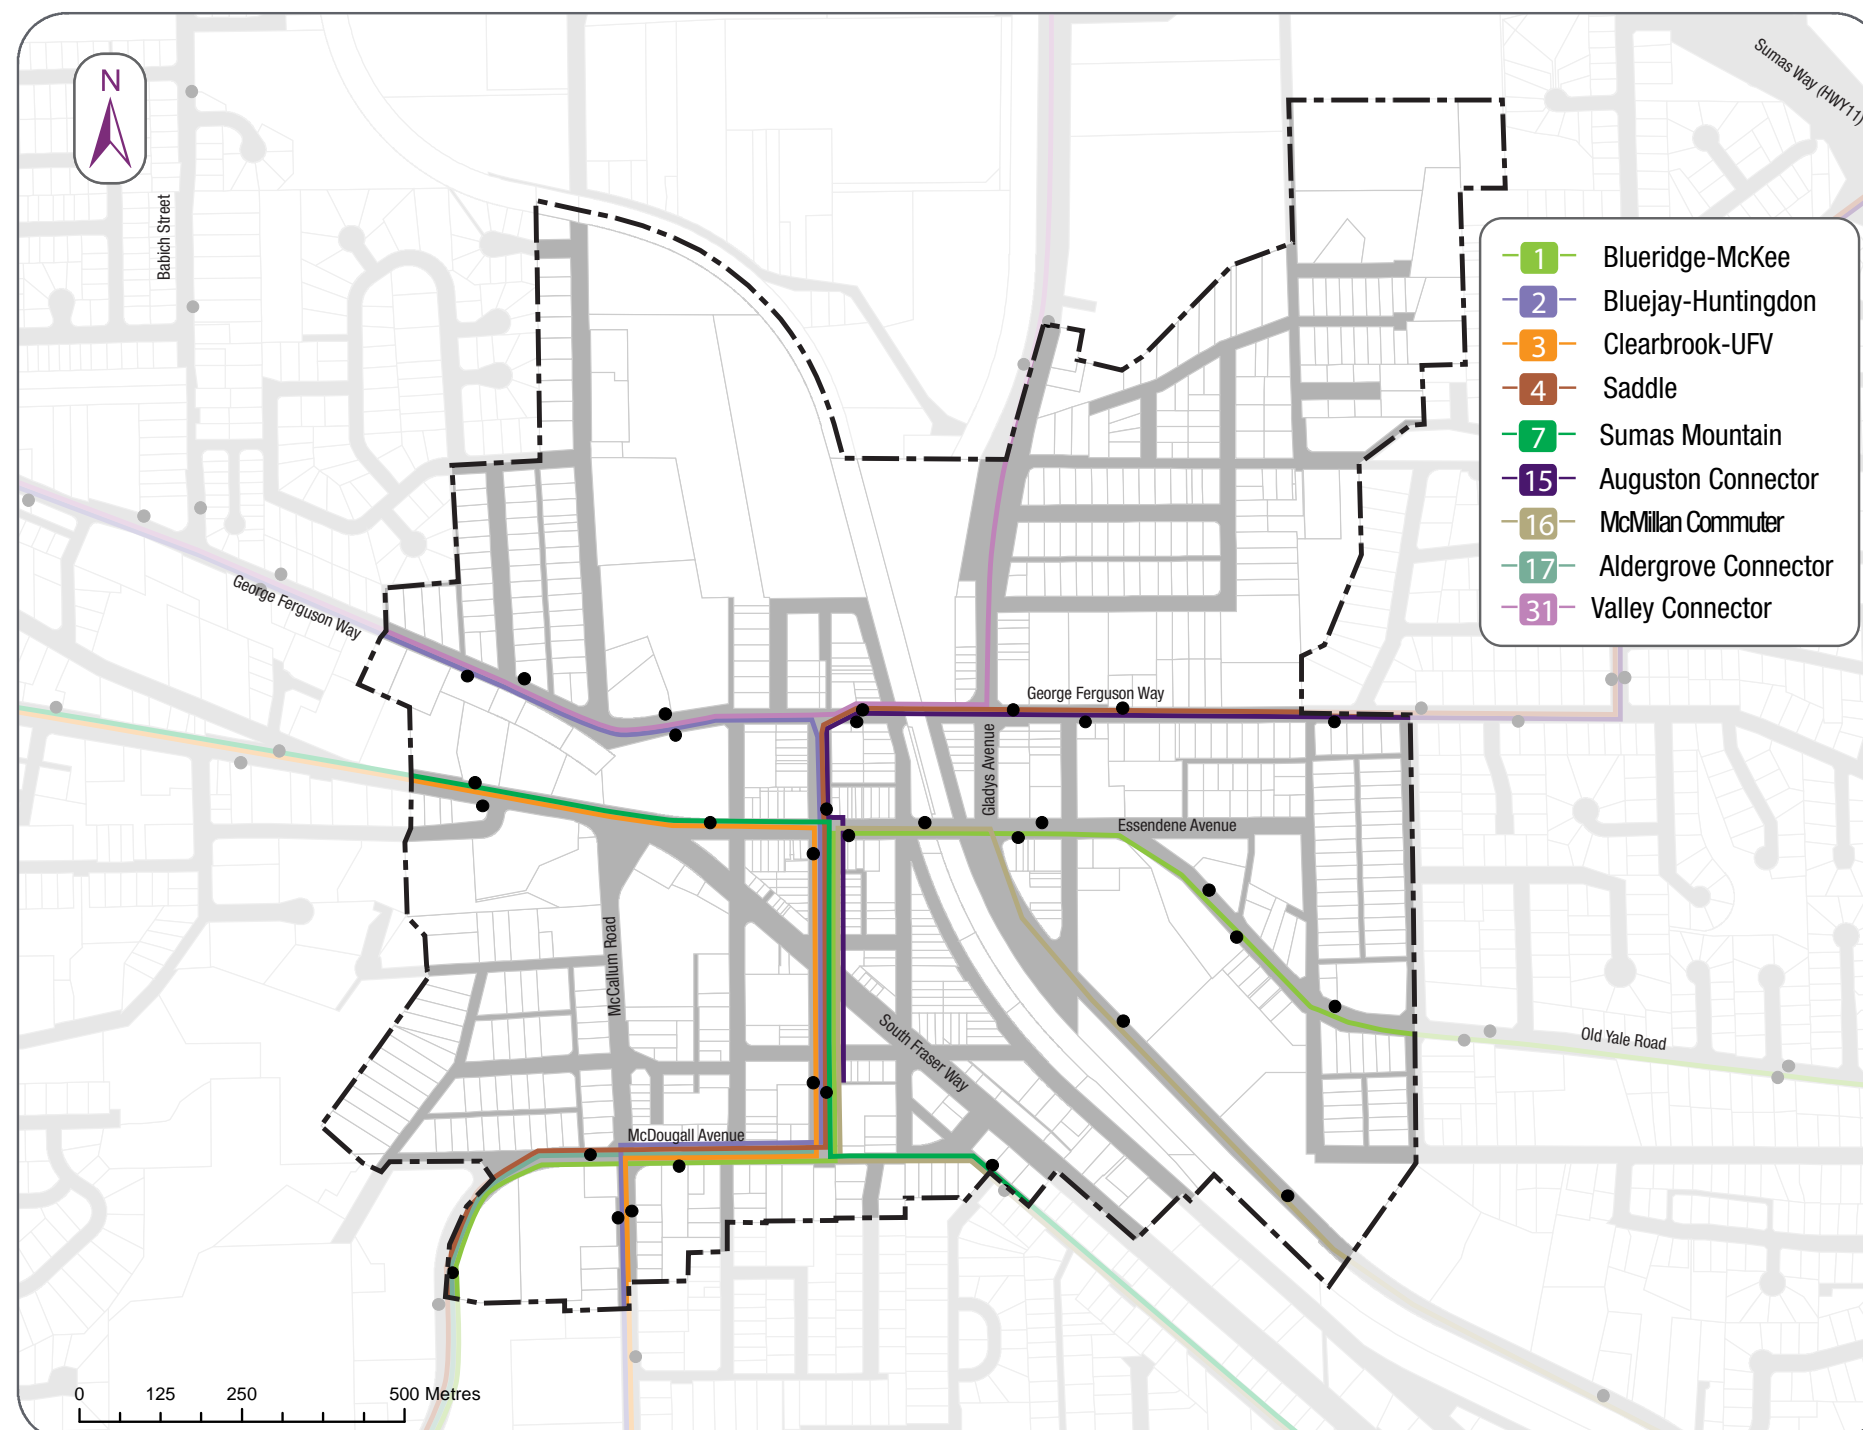 N
Sumas Way (HWY11)
Babich Street
1 Blueridge-McKee
2 Bluejay-Huntingdon
3 Clearbrook-UFV
4 Saddle
7 Sumas Mountain
15 Auguston Connector
16 McMillan Commuter
17 Aldergrove Connector
31 Valley Connector
George Ferguson Way
George Ferguson Way
Gladys Avenue
Essendene Avenue
McCallum Road
South Fraser Way
Old Yale Road
McDougall Avenue
0 125 250 500 Metres